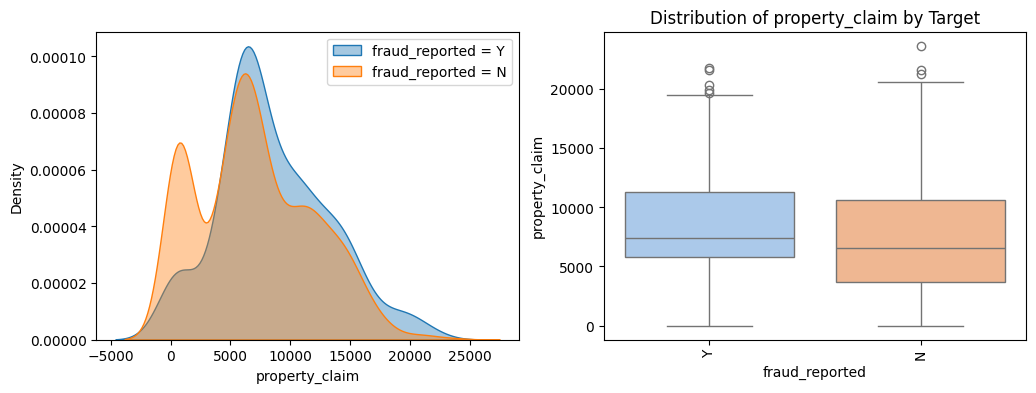 fraud_reported = Y
fraud_reported = N
0.00010
0.00008
0.00006
0.00004
0.00002
0.00000
Density
−5000 0 5000 10000 15000 20000 25000
property_claim
Distribution of property_claim by Target
20000
15000
10000
5000
0
property_claim
Y N
fraud_reported